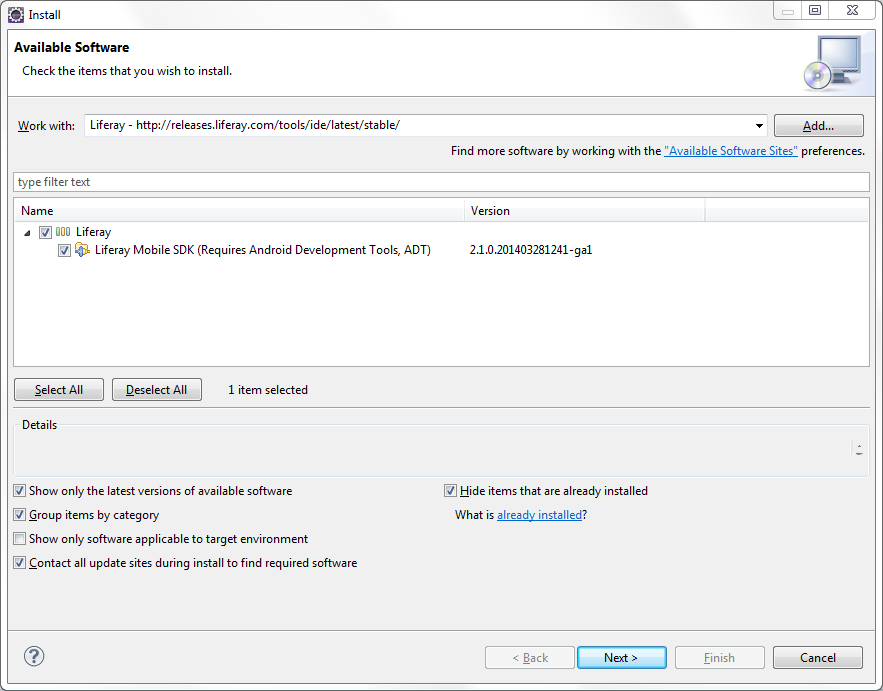 Install
Available Software
Check the items that you wish to install.
Work with: Liferay - http://releases.liferay.com/tools/ide/latest/stable/ Add...
Find more software by working with the "Available Software Sites" preferences.
type filter text
Name Version
Liferay
Liferay Mobile SDK (Requires Android Development Tools, ADT) 2.1.0.201403281241-ga1
Select All Deselect All 1 item selected
Details
Show only the latest versions of available software Hide items that are already installed
Group items by category What is already installed?
Show only software applicable to target environment
Contact all update sites during install to find required software
? < Back Next > Finish Cancel